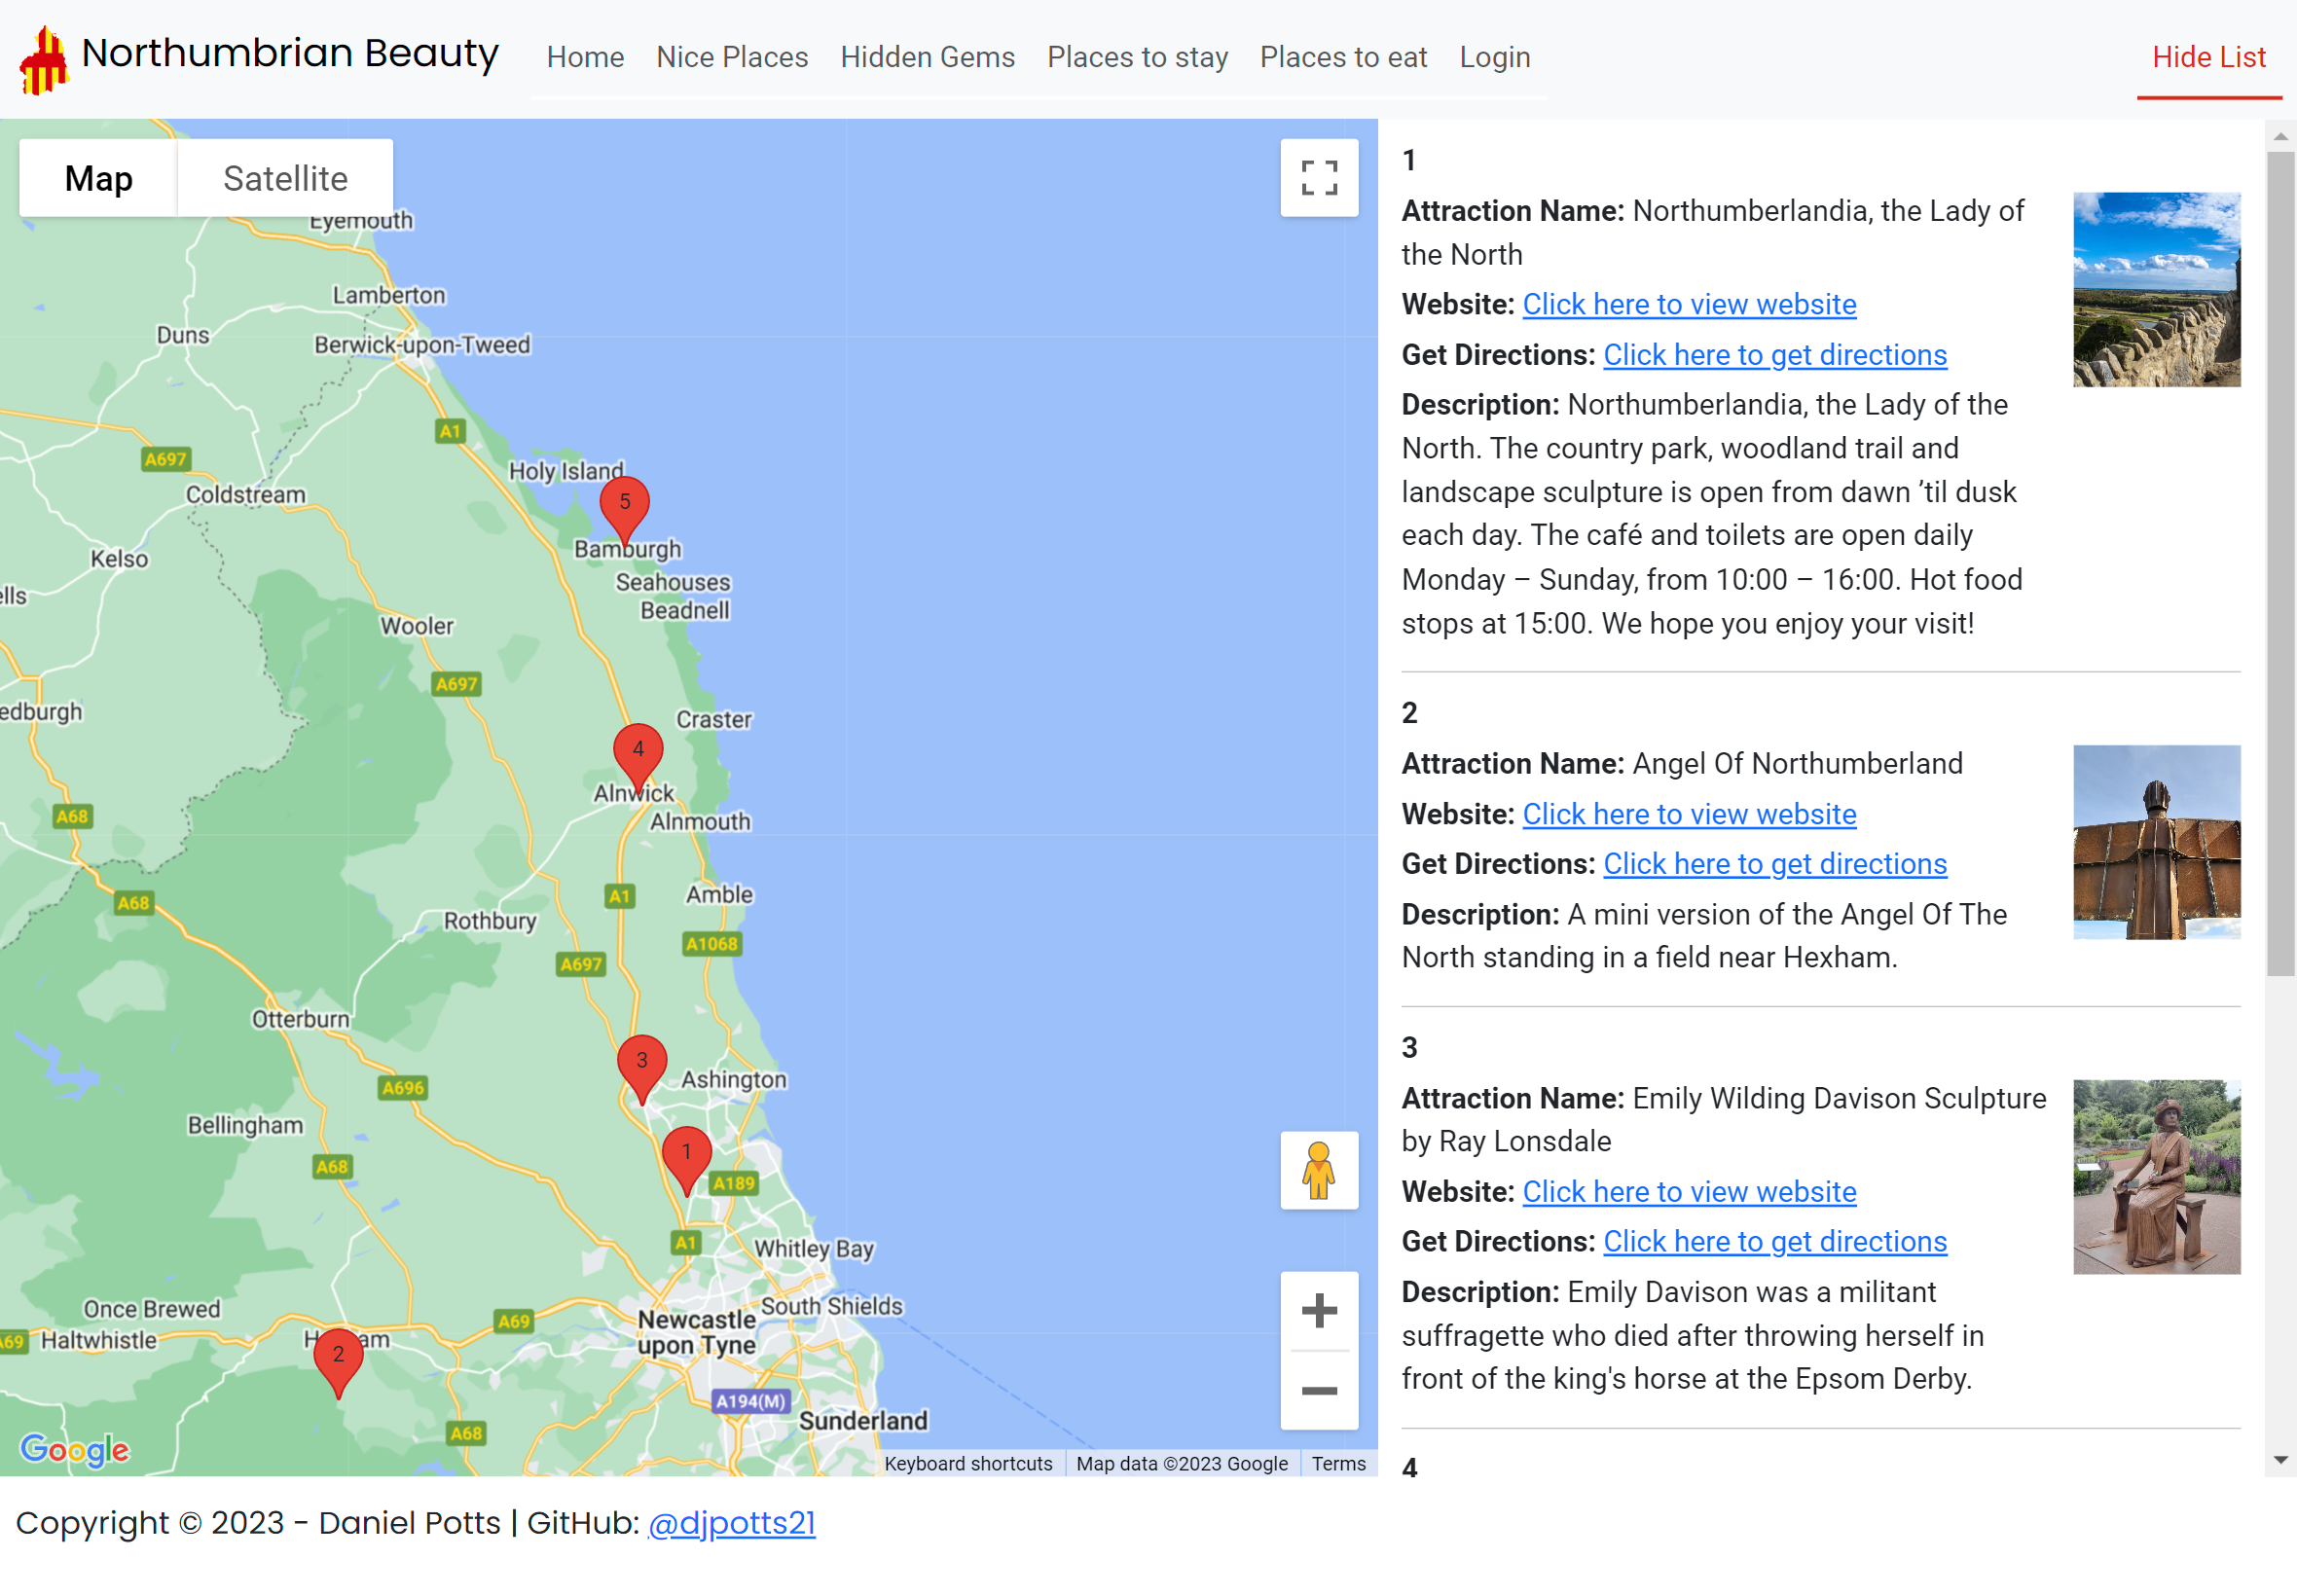 Northumbrian Beauty
Home
Nice Places
Hidden Gems
Places to stay
Places to eat
Login
Hide List
Map
Satellite
Eyemouth
Lamberton
Duns
Berwick-upon-Tweed
A1
A697
Holy Island
Coldstream
5
Bamburgh
Kelso
Seahouses
Beadnell
Wooler
A697
Craster
4
Alnwick
A68
Alnmouth
A68
A1
Amble
Rothbury
A1068
A697
Otterburn
3
Ashington
A696
Bellingham
1
A68
A189
A1
Whitley Bay
Once Brewed
South Shields
A69
Newcastle
upon Tyne
Haltwhistle
2
A194(M)
Sunderland
A68
Google
Keyboard shortcuts
Map data ©2023 Google
Terms
1
Attraction Name: Northumberlandia, the Lady of
the North
Website: Click here to view website
Get Directions: Click here to get directions
Description: Northumberlandia, the Lady of the
North. The country park, woodland trail and
landscape sculpture is open from dawn ’til dusk
each day. The café and toilets are open daily
Monday – Sunday, from 10:00 – 16:00. Hot food
stops at 15:00. We hope you enjoy your visit!
2
Attraction Name: Angel Of Northumberland
Website: Click here to view website
Get Directions: Click here to get directions
Description: A mini version of the Angel Of The
North standing in a field near Hexham.
3
Attraction Name: Emily Wilding Davison Sculpture
by Ray Lonsdale
Website: Click here to view website
Get Directions: Click here to get directions
Description: Emily Davison was a militant
suffragette who died after throwing herself in
front of the king's horse at the Epsom Derby.
4
Copyright © 2023 - Daniel Potts | GitHub: @djpotts21